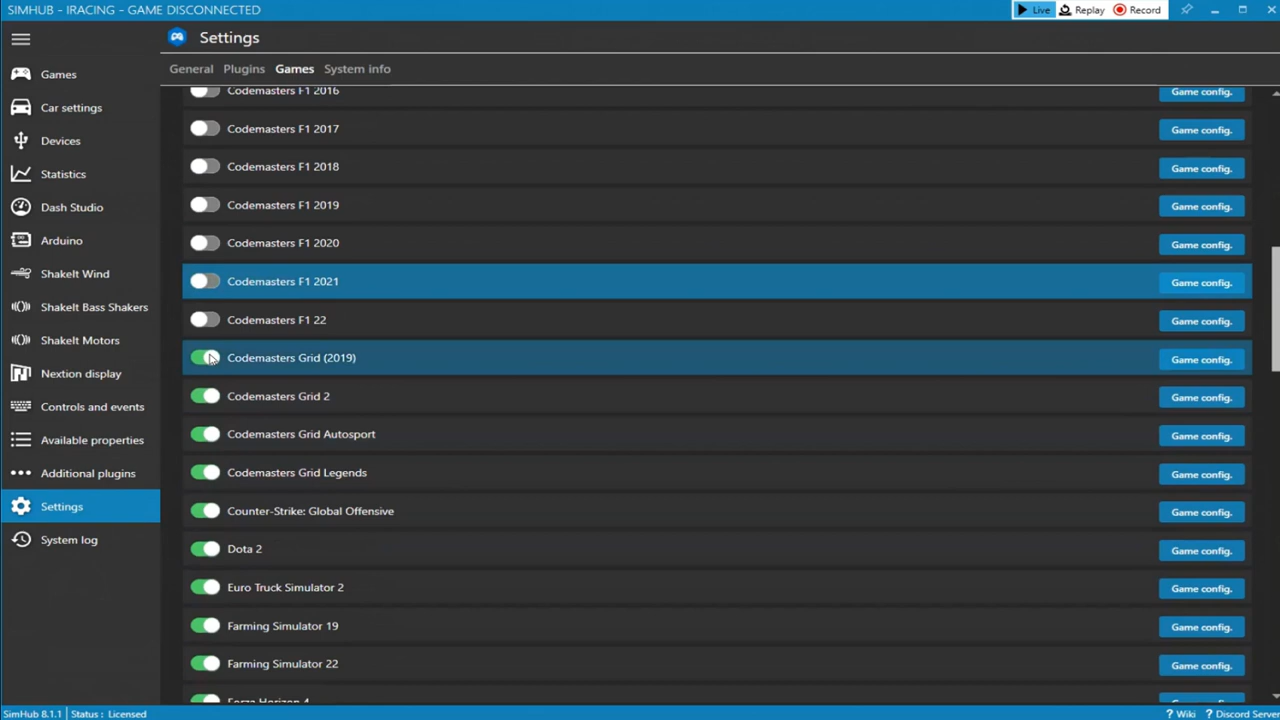 SIMHUB - IRACING - GAME DISCONNECTED
Live
Replay
Record
Settings
General Plugins Games System info
Games
Car settings
Devices
Statistics
Dash Studio
Arduino
ShakeIt Wind
ShakeIt Bass Shakers
ShakeIt Motors
Nextion display
Controls and events
Available properties
Additional plugins
Settings
System log
Codemasters F1 2016 Game config.
Codemasters F1 2017 Game config.
Codemasters F1 2018 Game config.
Codemasters F1 2019 Game config.
Codemasters F1 2020 Game config.
Codemasters F1 2021 Game config.
Codemasters F1 22 Game config.
Codemasters Grid (2019) Game config.
Codemasters Grid 2 Game config.
Codemasters Grid Autosport Game config.
Codemasters Grid Legends Game config.
Counter-Strike: Global Offensive Game config.
Dota 2 Game config.
Euro Truck Simulator 2 Game config.
Farming Simulator 19 Game config.
Farming Simulator 22 Game config.
Forza Horizon 4
SimHub 8.1.1 Status : Licensed
? Wiki ? Discord Server